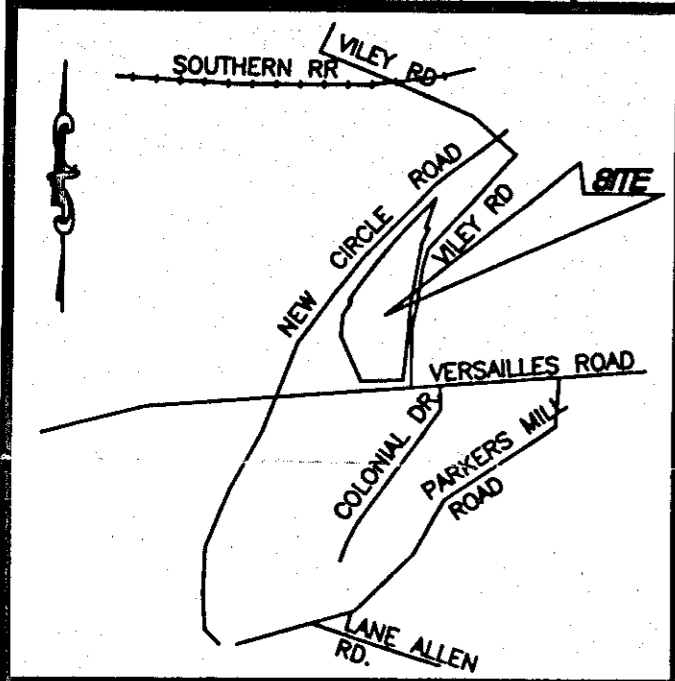 VILEY RD
SOUTHERN RR
NEW CIRCLE ROAD
VILEY RD
SITE
VERSAILLES ROAD
COLONIAL DR
PARKERS MILL
ROAD
LANE ALLEN
RD.